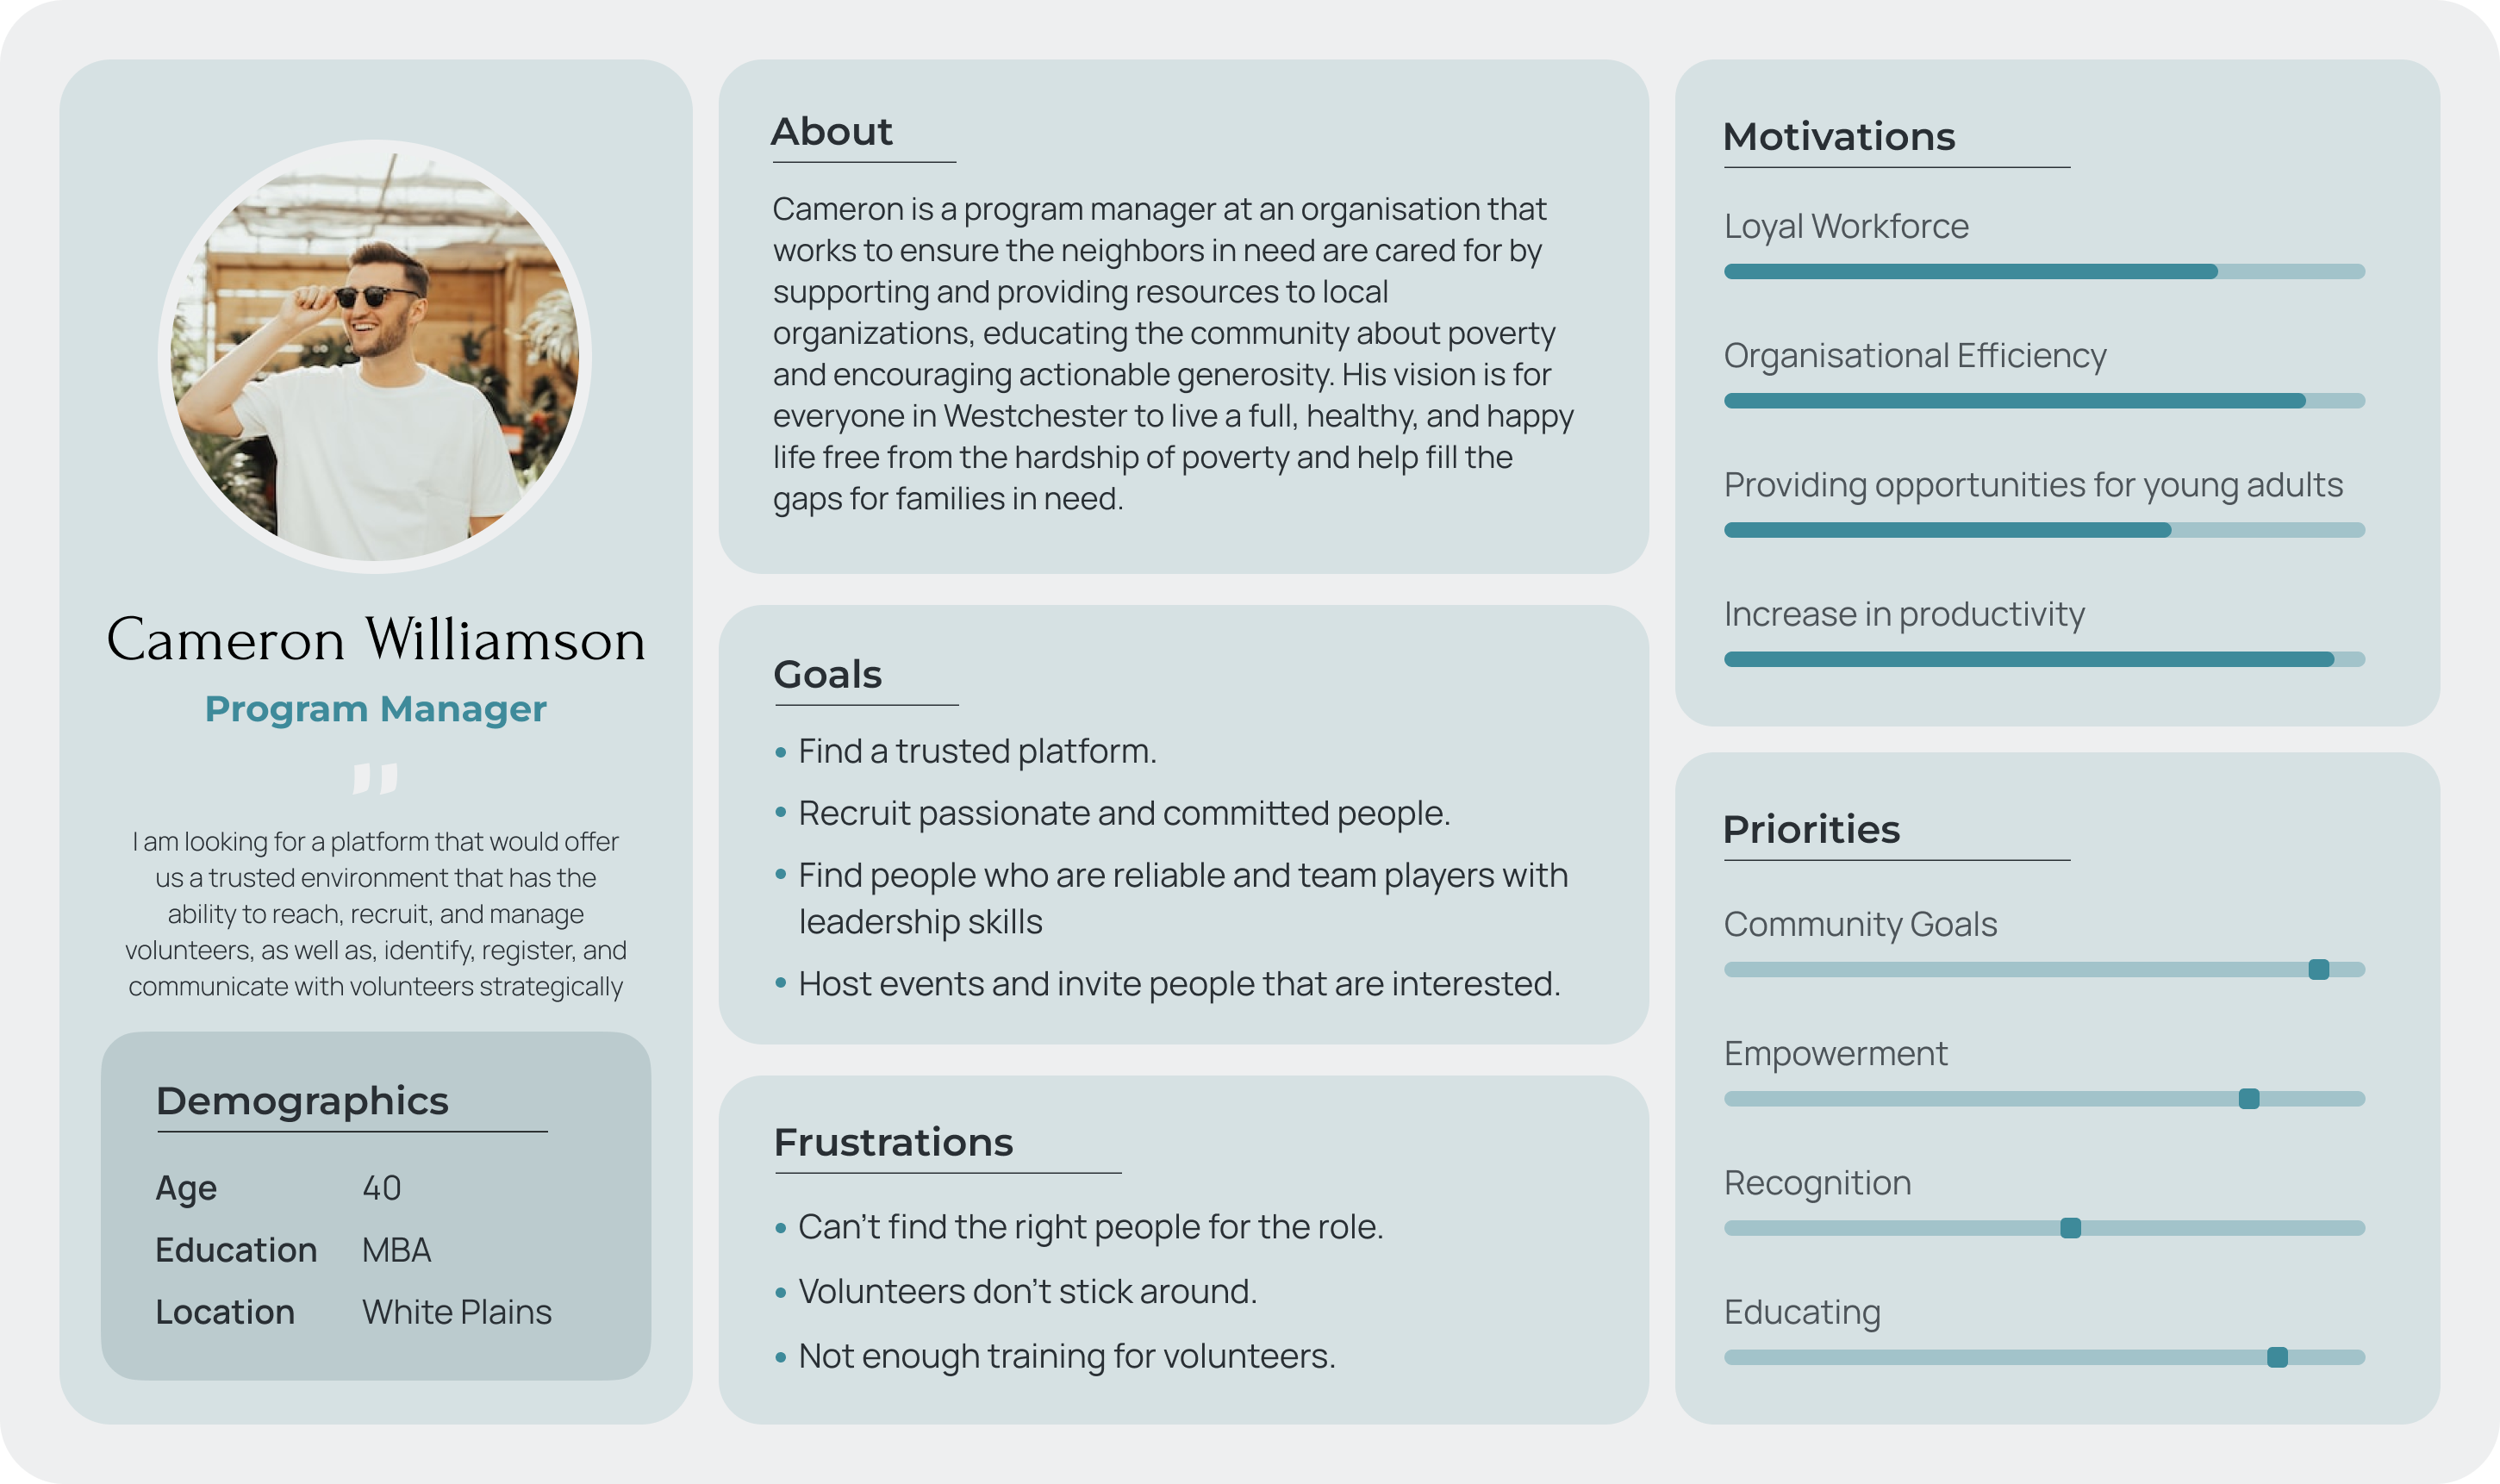 Cameron Williamson
Program Manager
"
I am looking for a platform that would offer
us a trusted environment that has the
ability to reach, recruit, and manage
volunteers, as well as, identify, register, and
communicate with volunteers strategically
Demographics
Age 40
Education MBA
Location White Plains
About
Cameron is a program manager at an organisation that
works to ensure the neighbors in need are cared for by
supporting and providing resources to local
organizations, educating the community about poverty
and encouraging actionable generosity. His vision is for
everyone in Westchester to live a full, healthy, and happy
life free from the hardship of poverty and help fill the
gaps for families in need.
Goals
• Find a trusted platform.
• Recruit passionate and committed people.
• Find people who are reliable and team players with
leadership skills
• Host events and invite people that are interested.
Frustrations
• Can’t find the right people for the role.
• Volunteers don’t stick around.
• Not enough training for volunteers.
Motivations
Loyal Workforce
Organisational Efficiency
Providing opportunities for young adults
Increase in productivity
Priorities
Community Goals
Empowerment
Recognition
Educating